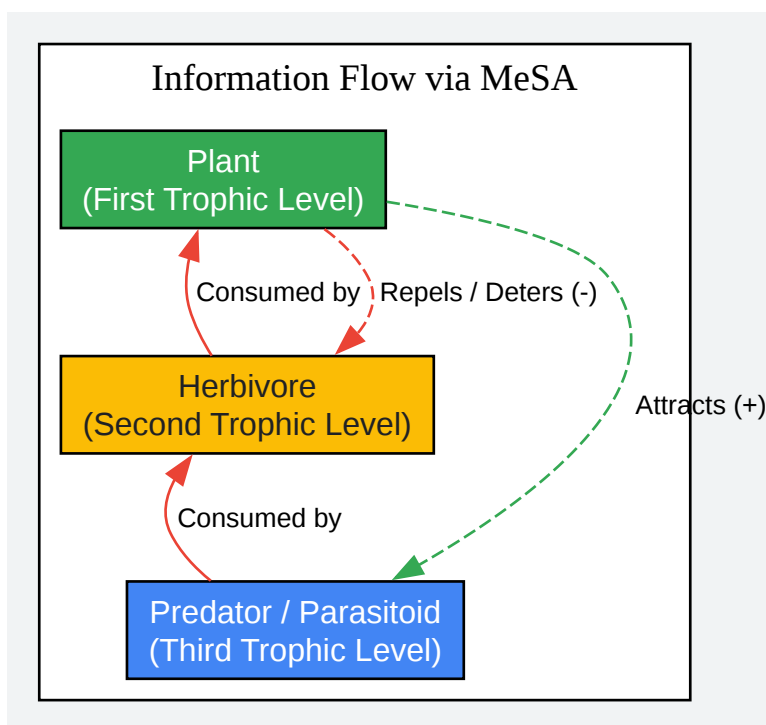 Information Flow via MeSA
Plant
(First Trophic Level)
Consumed by
Repels / Deters (-)
Herbivore
(Second Trophic Level)
Attracts (+)
Consumed by
Predator / Parasitoid
(Third Trophic Level)